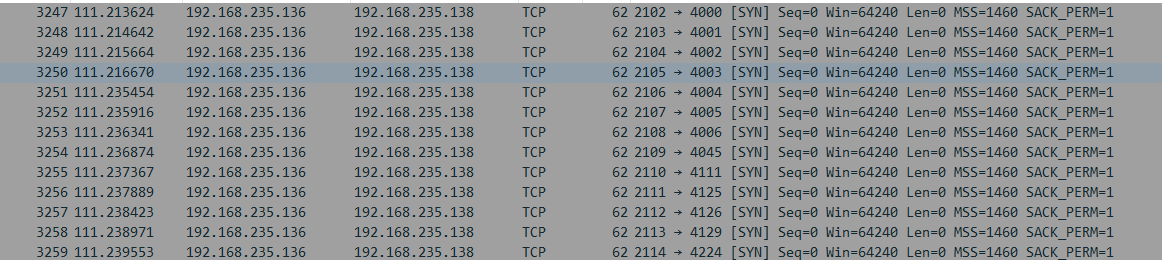 3247 111.213624 192.168.235.136 192.168.235.138 TCP 62 2102 → 4000 [SYN] Seq=0 Win=64240 Len=0 MSS=1460 SACK_PERM=1
3248 111.214642 192.168.235.136 192.168.235.138 TCP 62 2103 → 4001 [SYN] Seq=0 Win=64240 Len=0 MSS=1460 SACK_PERM=1
3249 111.215664 192.168.235.136 192.168.235.138 TCP 62 2104 → 4002 [SYN] Seq=0 Win=64240 Len=0 MSS=1460 SACK_PERM=1
3250 111.216670 192.168.235.136 192.168.235.138 TCP 62 2105 → 4003 [SYN] Seq=0 Win=64240 Len=0 MSS=1460 SACK_PERM=1
3251 111.235454 192.168.235.136 192.168.235.138 TCP 62 2106 → 4004 [SYN] Seq=0 Win=64240 Len=0 MSS=1460 SACK_PERM=1
3252 111.235916 192.168.235.136 192.168.235.138 TCP 62 2107 → 4005 [SYN] Seq=0 Win=64240 Len=0 MSS=1460 SACK_PERM=1
3253 111.236341 192.168.235.136 192.168.235.138 TCP 62 2108 → 4006 [SYN] Seq=0 Win=64240 Len=0 MSS=1460 SACK_PERM=1
3254 111.236874 192.168.235.136 192.168.235.138 TCP 62 2109 → 4045 [SYN] Seq=0 Win=64240 Len=0 MSS=1460 SACK_PERM=1
3255 111.237367 192.168.235.136 192.168.235.138 TCP 62 2110 → 4111 [SYN] Seq=0 Win=64240 Len=0 MSS=1460 SACK_PERM=1
3256 111.237889 192.168.235.136 192.168.235.138 TCP 62 2111 → 4125 [SYN] Seq=0 Win=64240 Len=0 MSS=1460 SACK_PERM=1
3257 111.238423 192.168.235.136 192.168.235.138 TCP 62 2112 → 4126 [SYN] Seq=0 Win=64240 Len=0 MSS=1460 SACK_PERM=1
3258 111.238971 192.168.235.136 192.168.235.138 TCP 62 2113 → 4129 [SYN] Seq=0 Win=64240 Len=0 MSS=1460 SACK_PERM=1
3259 111.239553 192.168.235.136 192.168.235.138 TCP 62 2114 → 4224 [SYN] Seq=0 Win=64240 Len=0 MSS=1460 SACK_PERM=1